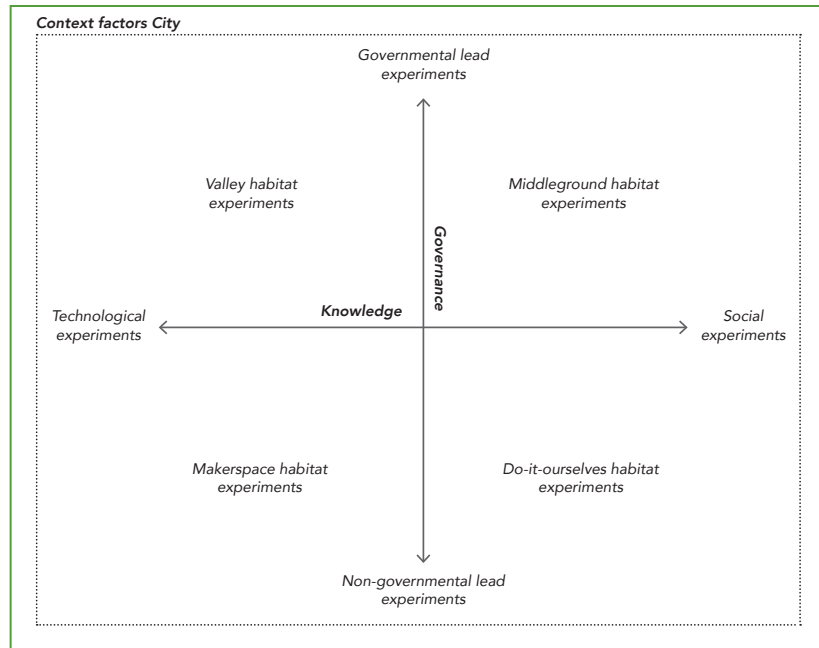 Context factors City
Governmental lead
experiments
Valley habitat
experiments
Middleground habitat
experiments
Governance
Knowledge
Technological
experiments
Social
experiments
Makerspace habitat
experiments
Do-it-ourselves habitat
experiments
Non-governmental lead
experiments